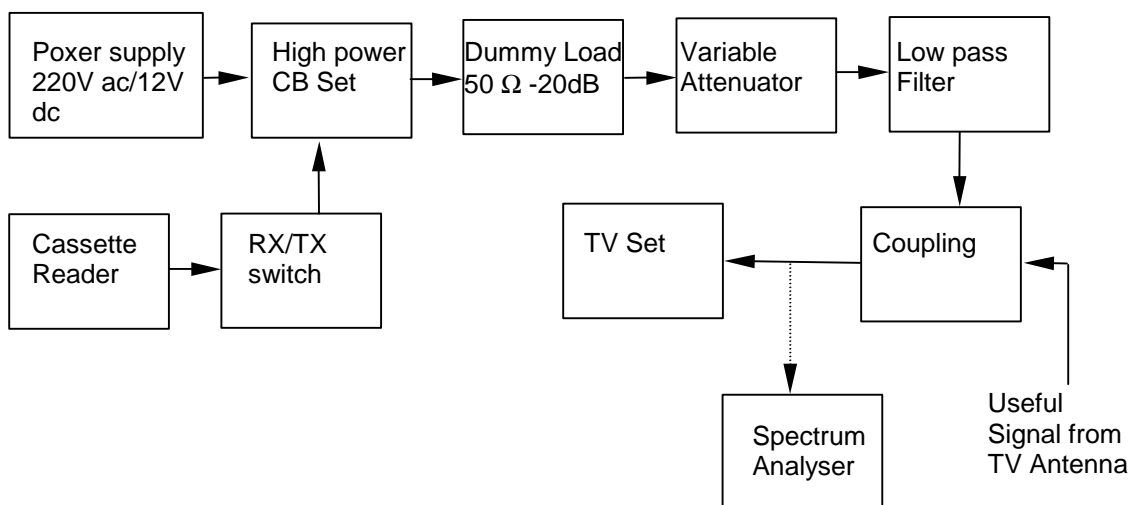 Poxer supply
220V ac/12V
dc
High power
CB Set
Dummy Load
50 Ω -20dB
Variable
Attenuator
Low pass
Filter
Cassette
Reader
RX/TX
switch
TV Set
Coupling
Spectrum
Analyser
Useful
Signal from
TV Antenna